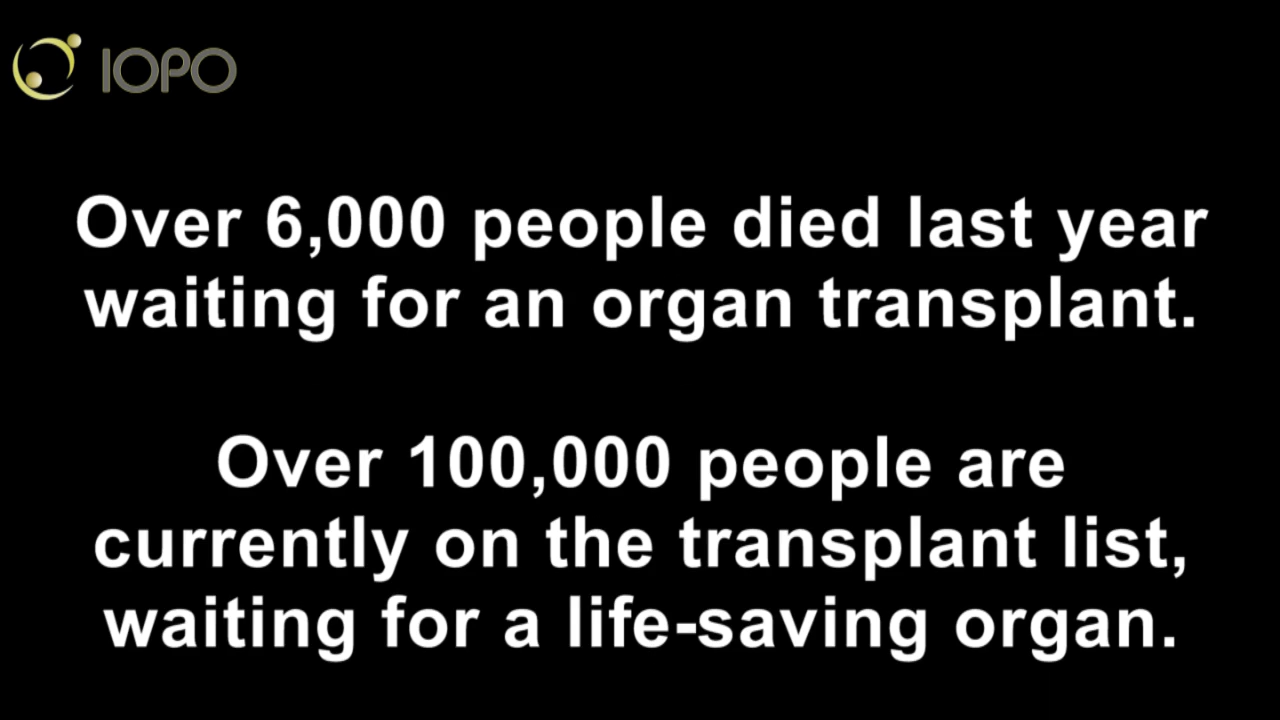 IOPO
Over 6,000 people died last year
waiting for an organ transplant.
Over 100,000 people are
currently on the transplant list,
waiting for a life-saving organ.